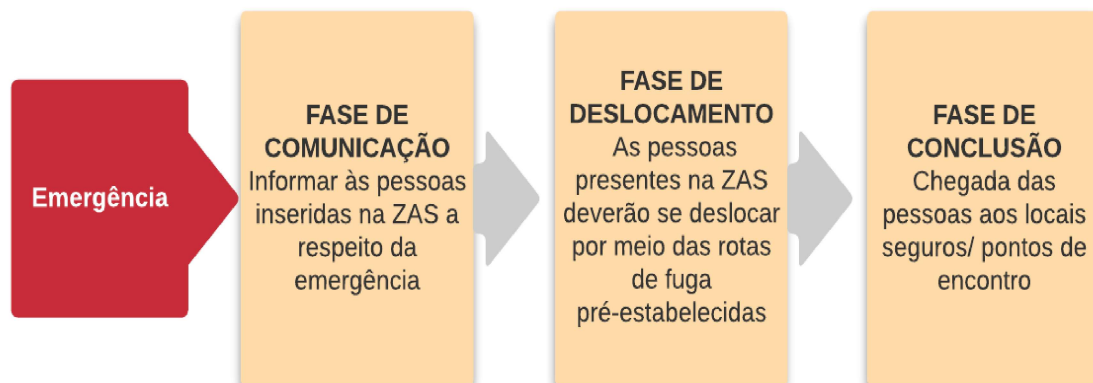 Emergência
FASE DE
COMUNICAÇÃO
Informar às pessoas
inseridas na ZAS a
respeito da
emergência
FASE DE
DESLOCAMENTO
As pessoas
presentes na ZAS
deverão se deslocar
por meio das rotas
de fuga
pré-estabelecidas
FASE DE
CONCLUSÃO
Chegada das
pessoas aos locais
seguros/ pontos de
encontro